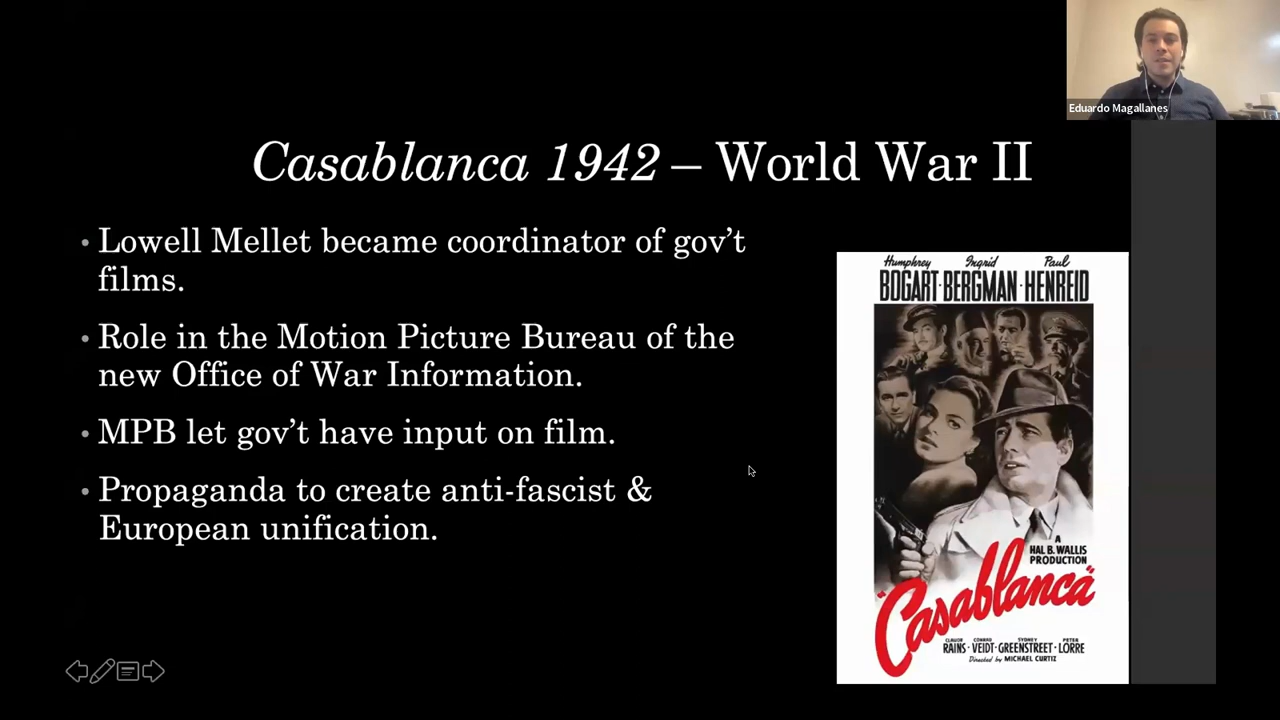 Eduardo Magallanes
Casablanca 1942 – World War II
• Lowell Mellet became coordinator of gov’t
films.
• Role in the Motion Picture Bureau of the
new Office of War Information.
• MPB let gov’t have input on film.
• Propaganda to create anti-fascist &
European unification.
Humphrey Ingrid Paul
BOGART · BERGMAN · HENREID
A
HAL B. WALLIS
PRODUCTION
"Casablanca"
CLAUDE CONRAD SYDNEY PETER
RAINS · VEIDT · GREENSTREET · LORRE
Directed by MICHAEL CURTIZ